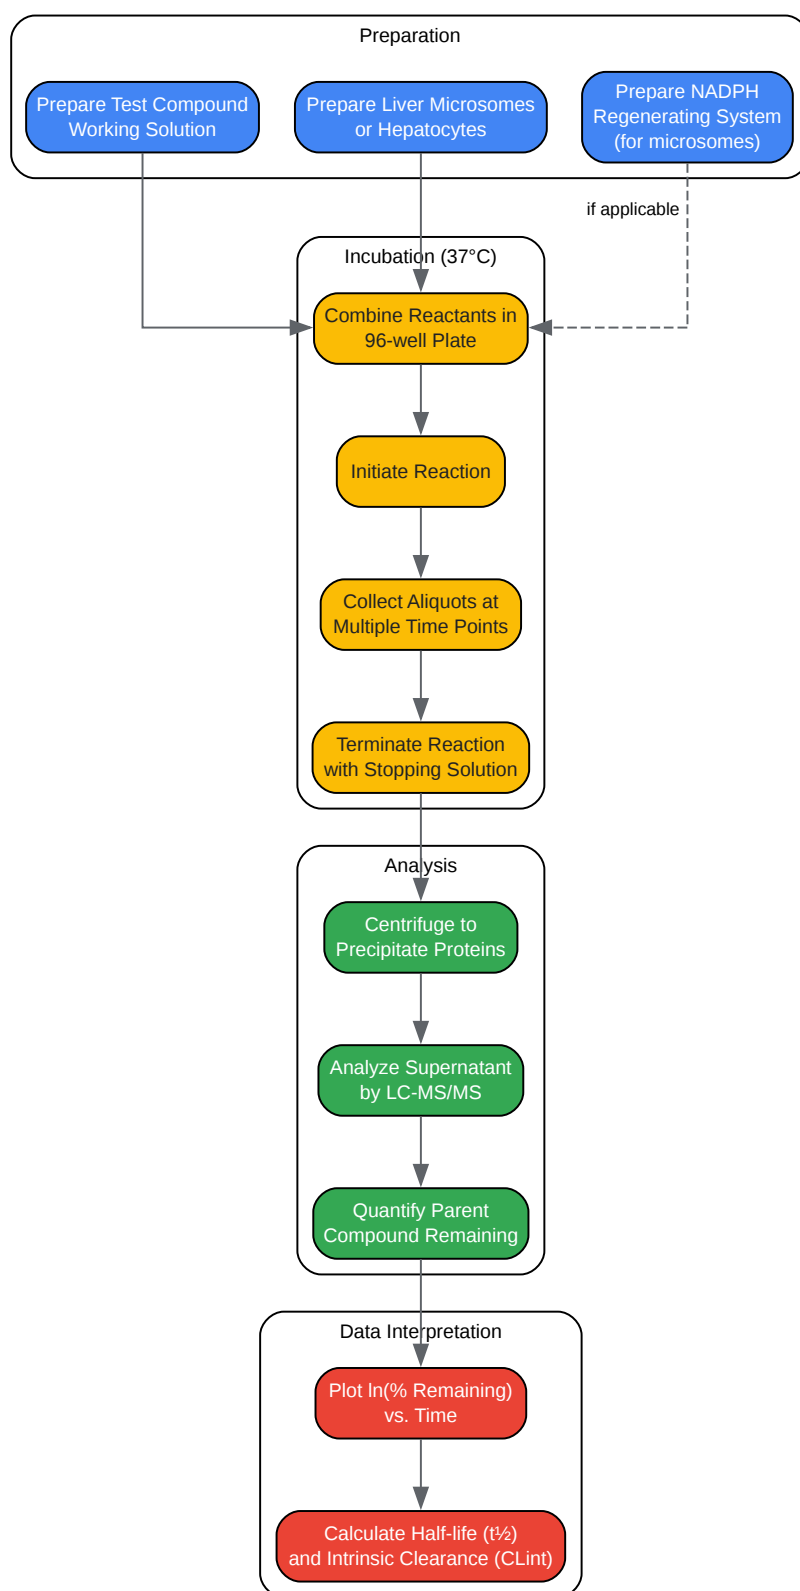 Preparation
Prepare Test Compound
Working Solution
Prepare Liver Microsomes
or Hepatocytes
Prepare NADPH
Regenerating System
(for microsomes)
if applicable
Incubation (37°C)
Combine Reactants in
96-well Plate
Initiate Reaction
Collect Aliquots at
Multiple Time Points
Terminate Reaction
with Stopping Solution
Analysis
Centrifuge to
Precipitate Proteins
Analyze Supernatant
by LC-MS/MS
Quantify Parent
Compound Remaining
Data Interpretation
Plot ln(% Remaining)
vs. Time
Calculate Half-life (t½)
and Intrinsic Clearance (CLint)